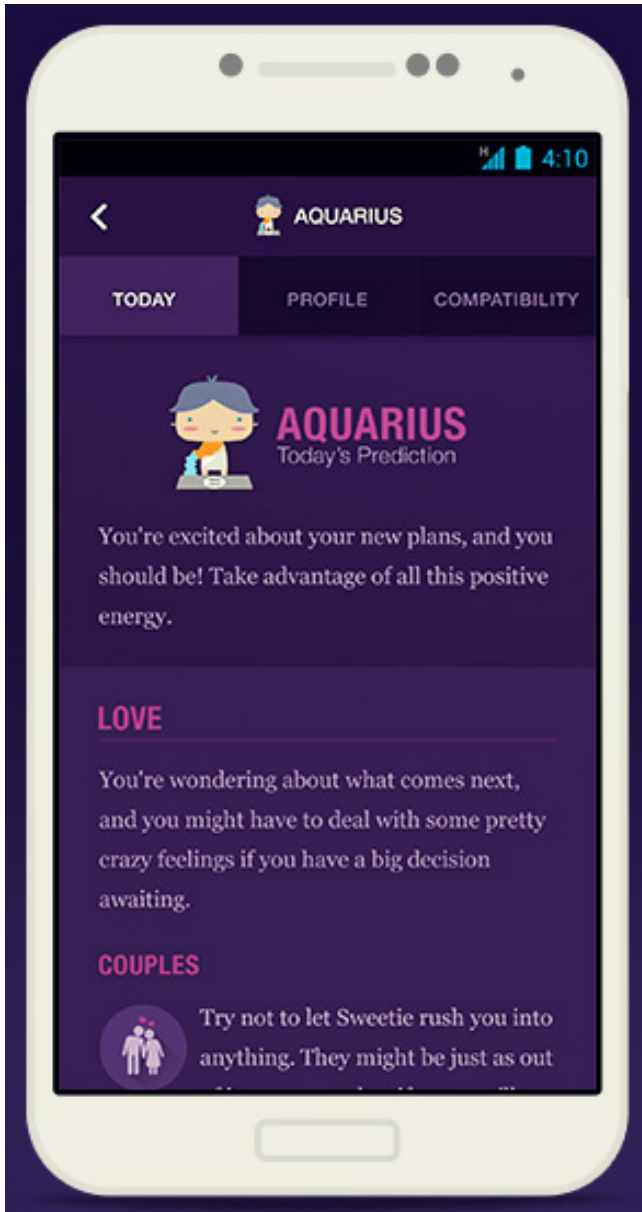 H 4:10
AQUARIUS
TODAY PROFILE COMPATIBILITY
AQUARIUS
Today's Prediction
You're excited about your new plans, and you
should be! Take advantage of all this positive
energy.
LOVE
You're wondering about what comes next,
and you might have to deal with some pretty
crazy feelings if you have a big decision
awaiting.
COUPLES
Try not to let Sweetie rush you into
anything. They might be just as out